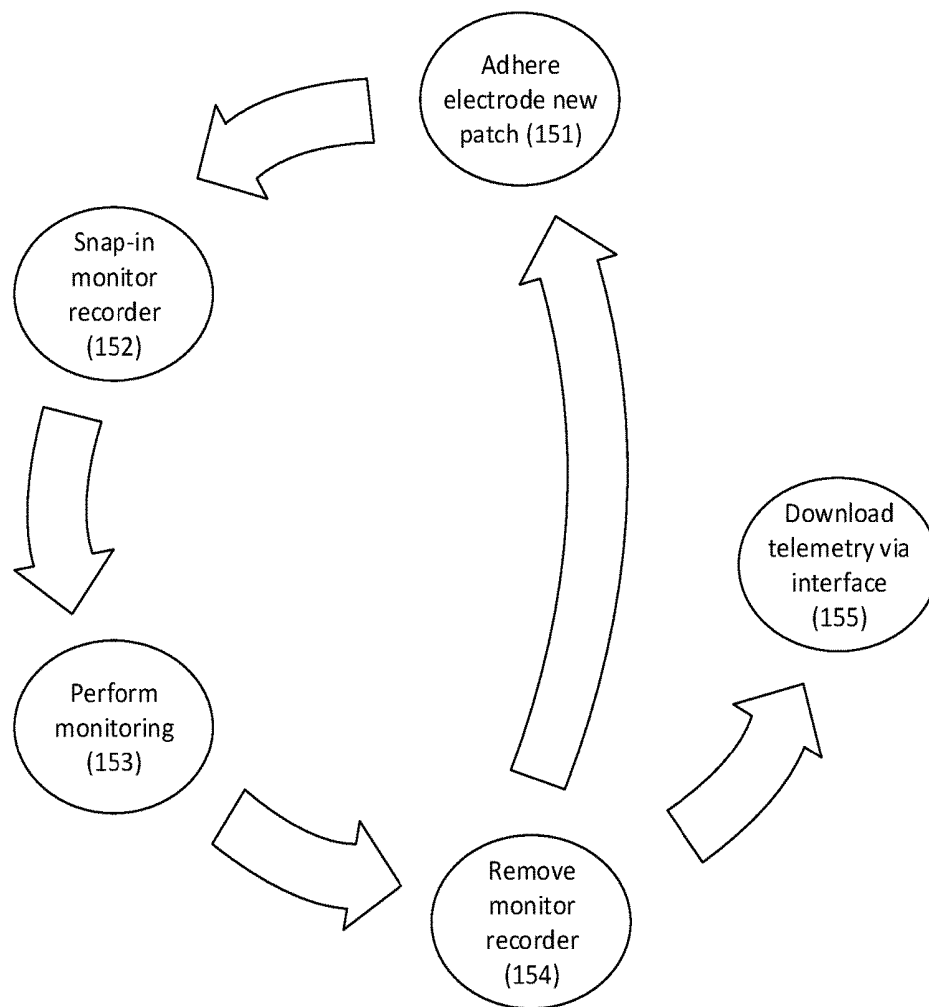 Adhere
electrode new
patch (151)
Snap-in
monitor
recorder
(152)
Perform
monitoring
(153)
Remove
monitor
recorder
(154)
Download
telemetry via
interface
(155)